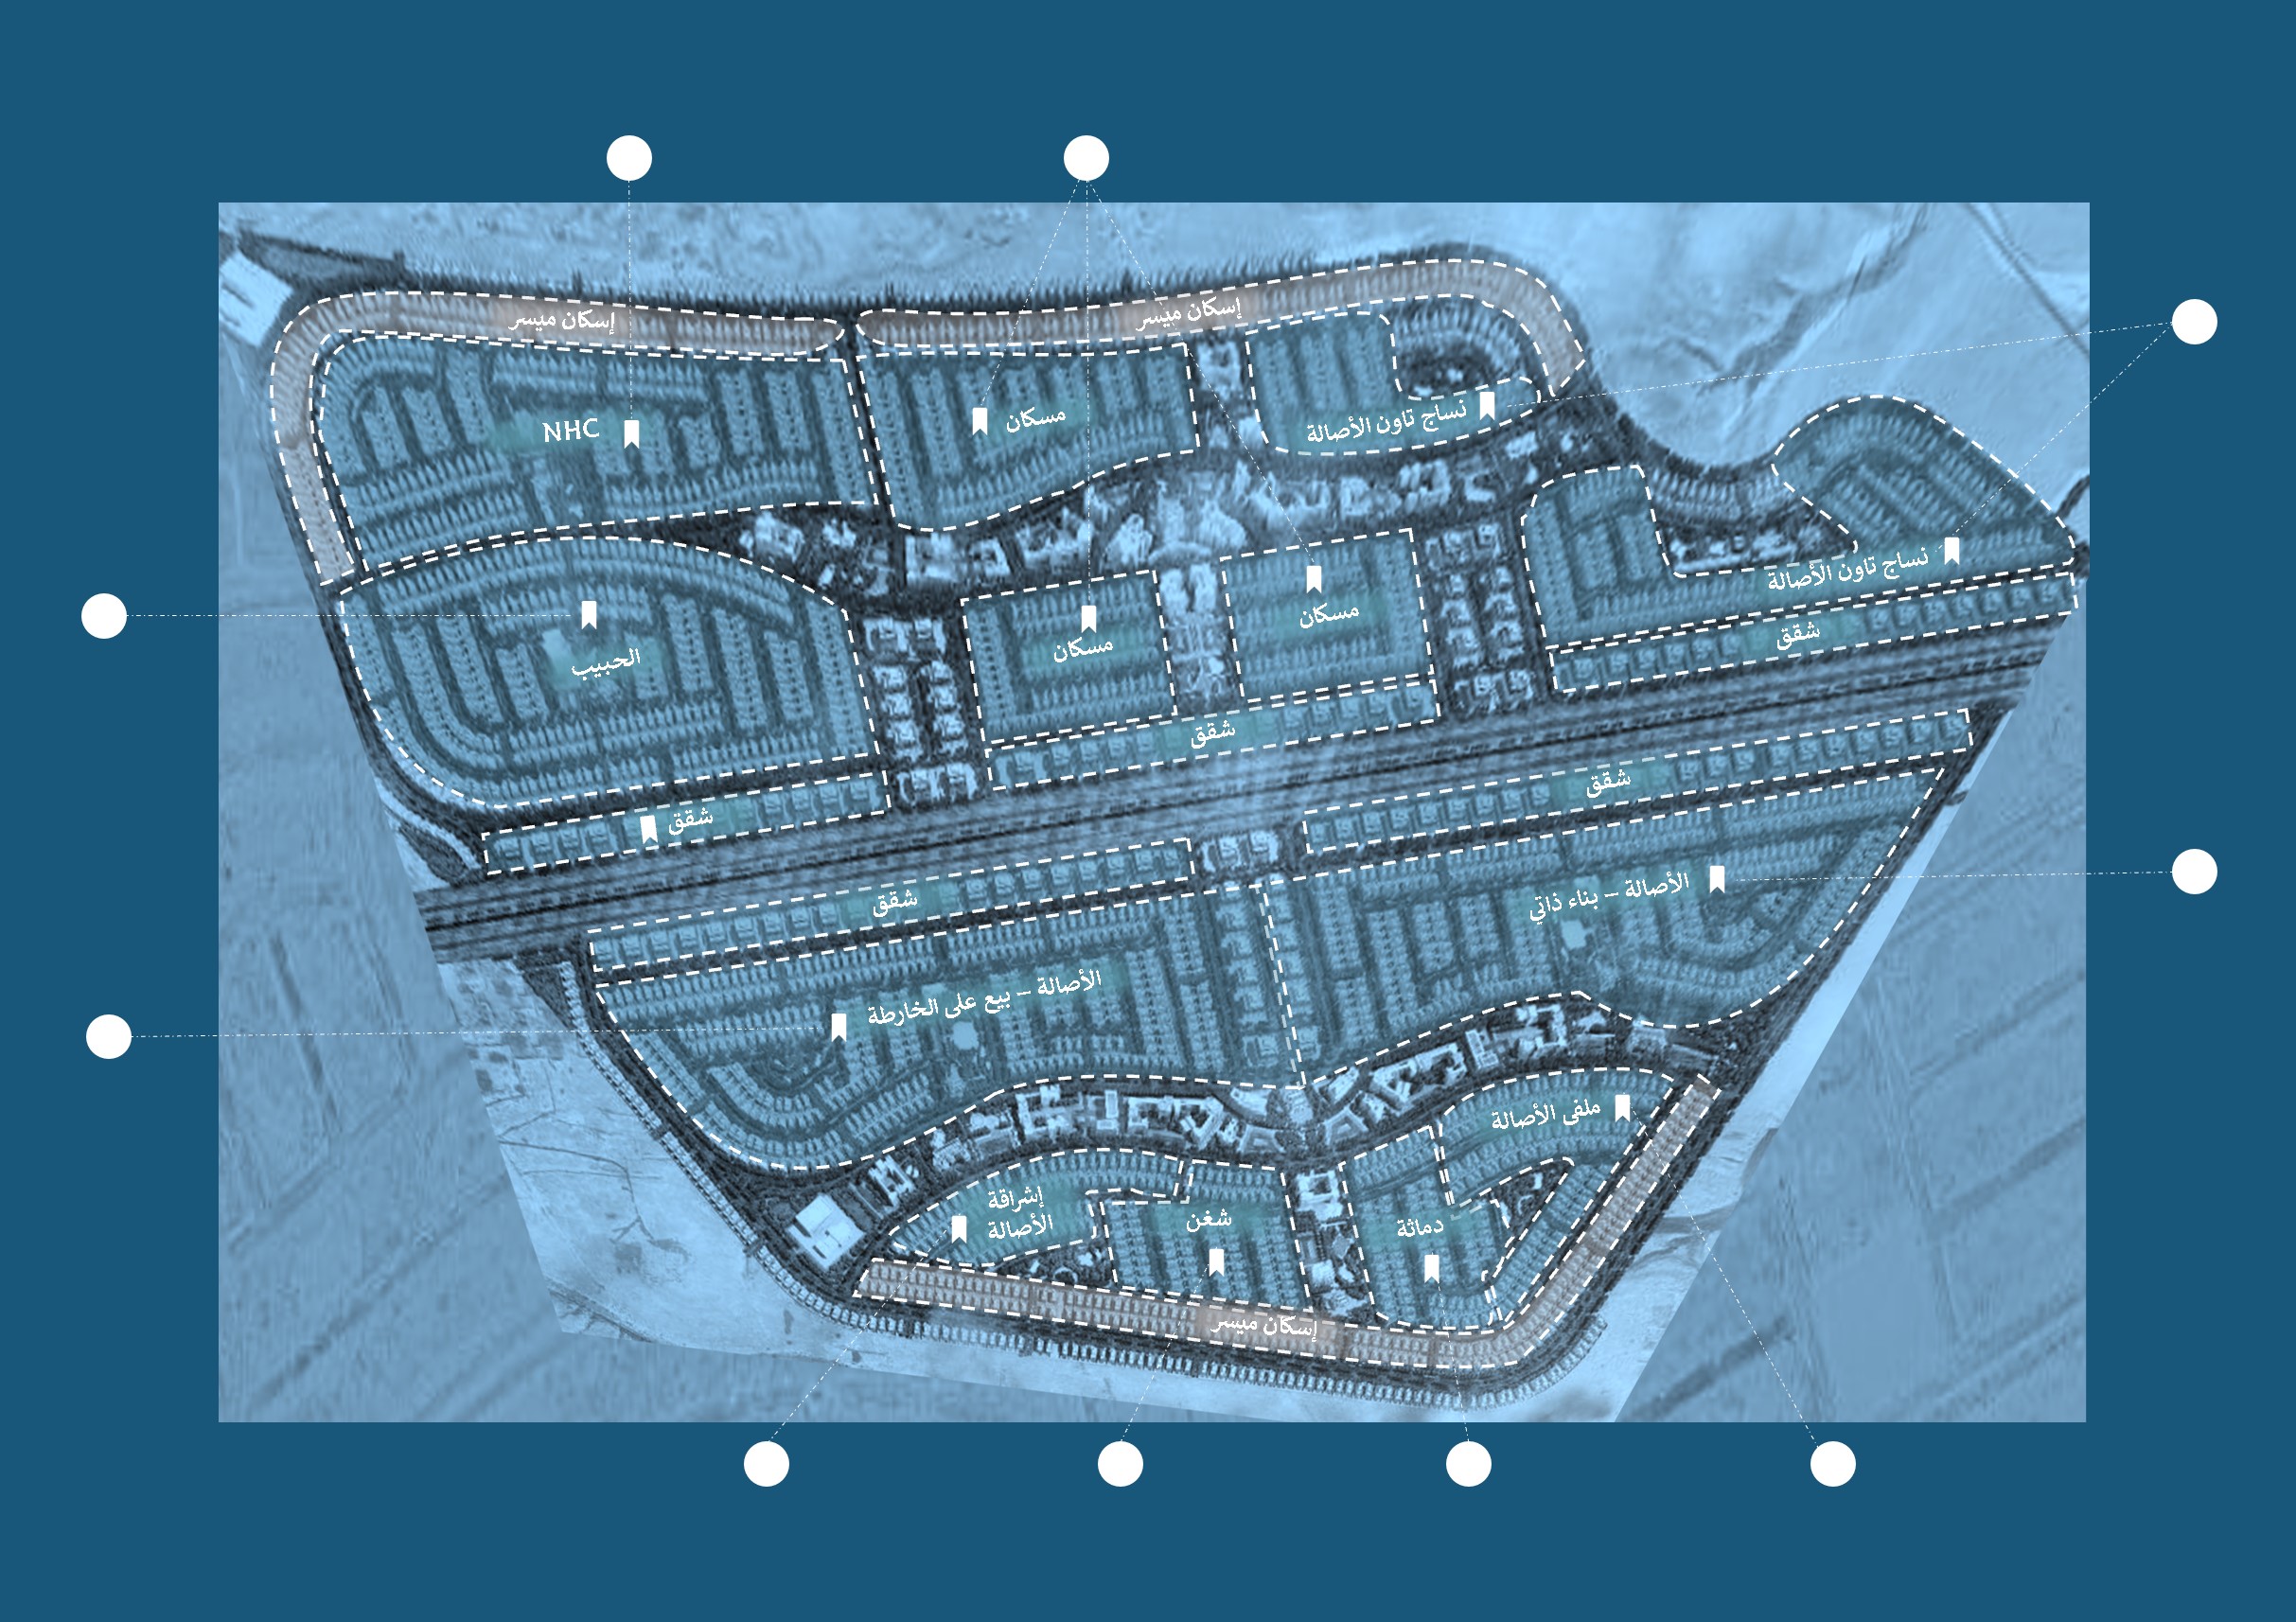 إسكان ميسر
إسكان ميسر
NHC
مسكان
نساج تاون الأصالة
نساج تاون الأصالة
الحبيب
مسكان
مسكان
شقق
شقق
شقق
شقق
شقق
الأصالة – بناء ذاتي
الأصالة – بيع على الخارطة
ملفى الأصالة
إشراقة
الأصالة
شغن
دماثة
إسكان ميسر